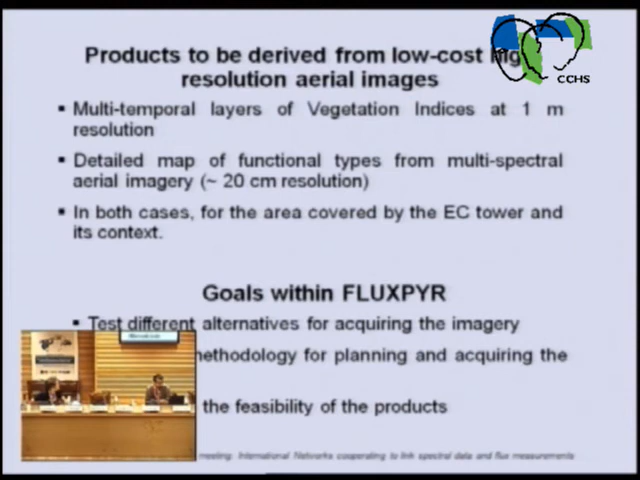 Products to be derived from low-cost
resolution aerial images
▪ Multi-temporal layers of Vegetation Indices at 1 m
resolution
▪ Detailed map of functional types from multi-spectral
aerial imagery (~ 20 cm resolution)
▪ In both cases, for the area covered by the EC tower and
its context.
Goals within FLUXPYR
▪ Test different alternatives for acquiring the imagery
methodology for planning and acquiring the
the feasibility of the products
meeting: International Networks cooperating to link spectral data and flux measurements
CCHS